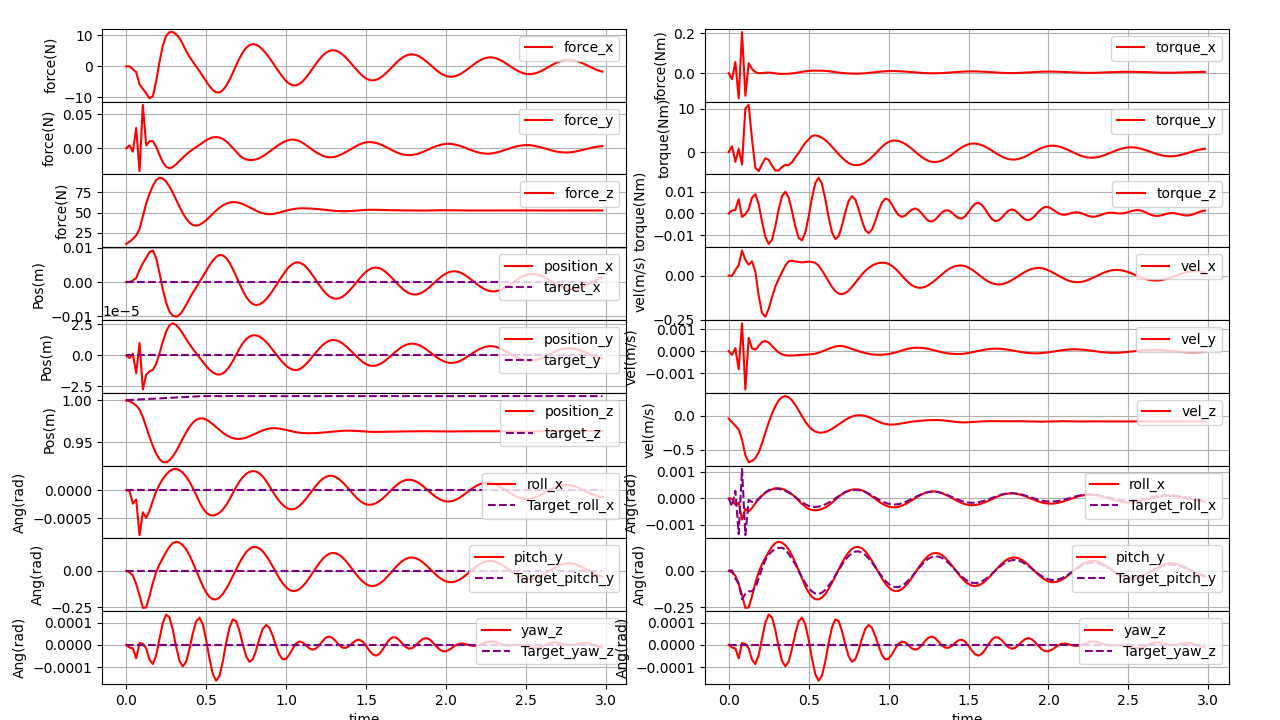 force(N)
10
0
−10
force_x
force(N)
0.05
0.00
force_y
force(N)
75
50
25
force_z
Pos(m)
0.01
0.00
−0.01
position_x
target_x
1e−5
Pos(m)
2.5
0.0
−2.5
position_y
target_y
Pos(m)
1.00
0.95
position_z
target_z
Ang(rad)
0.0000
−0.0005
roll_x
Target_roll_x
Ang(rad)
0.00
−0.25
pitch_y
Target_pitch_y
Ang(rad)
0.0001
0.0000
−0.0001
yaw_z
Target_yaw_z
0.0 0.5 1.0 1.5 2.0 2.5 3.0
time
force(Nm)
0.2
0.0
torque_x
torque(Nm)
10
0
torque_y
torque(Nm)
0.01
0.00
−0.01
torque_z
vel(m/s)
0.00
−0.25
vel_x
vel(m/s)
0.001
0.000
−0.001
vel_y
vel(m/s)
0.0
−0.5
vel_z
Ang(rad)
0.001
0.000
−0.001
roll_x
Target_roll_x
Ang(rad)
0.00
−0.25
pitch_y
Target_pitch_y
Ang(rad)
0.0001
0.0000
−0.0001
yaw_z
Target_yaw_z
0.0 0.5 1.0 1.5 2.0 2.5 3.0
time